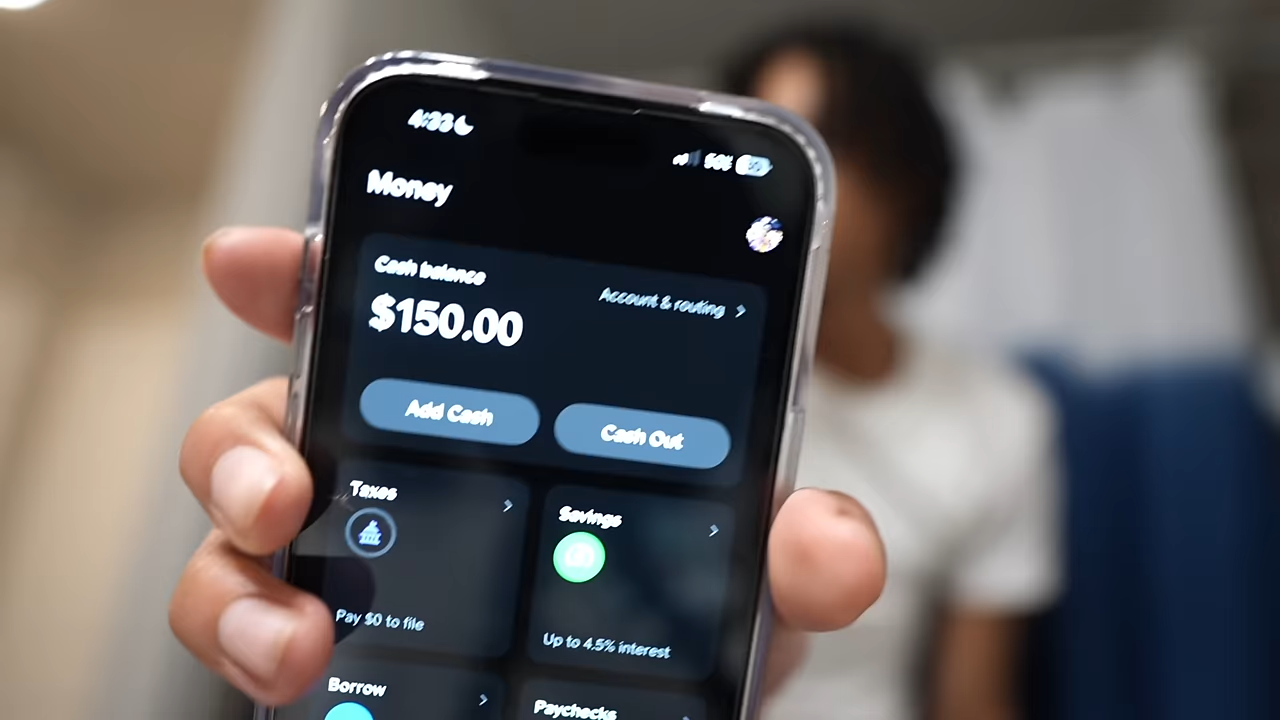 4:33
Money
Cash balance
Account & routing
$150.00
Add Cash
Cash Out
Taxes
Savings
Pay $0 to file
Up to 4.5% interest
Borrow
Paychecks